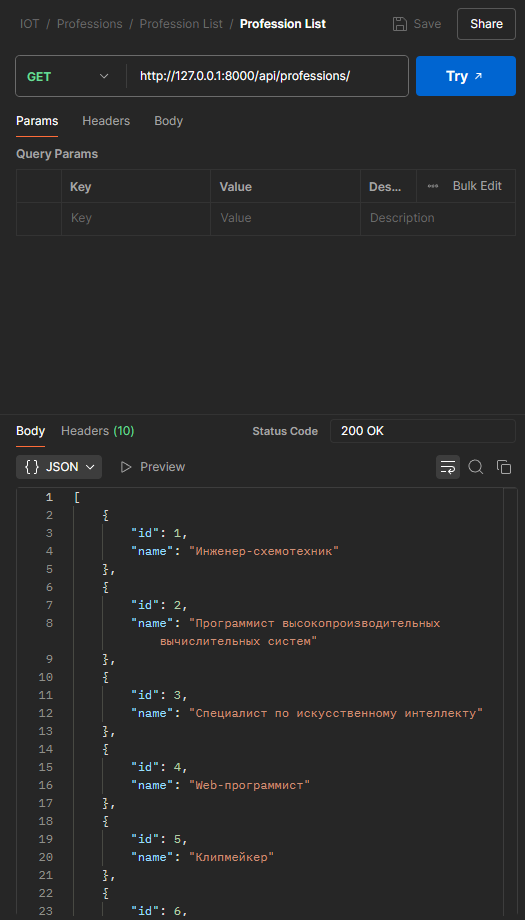 IOT / Professions / Profession List / Profession List Save Share
GET http://127.0.0.1:8000/api/professions/ Try ↗
Params Headers Body
Query Params
Key Value Des... ••• Bulk Edit
Key Value Description
Body Headers (10) Status Code 200 OK
{} JSON Preview
1 [
2 {
3 "id": 1,
4 "name": "Инженер-схемотехник"
5 },
6 {
7 "id": 2,
8 "name": "Программист высокопроизводительных
вычислительных систем"
9 },
10 {
11 "id": 3,
12 "name": "Специалист по искусственному интеллекту"
13 },
14 {
15 "id": 4,
16 "name": "Web-программист"
17 },
18 {
19 "id": 5,
20 "name": "Клипмейкер"
21 },
22 {
23 "id": 6,